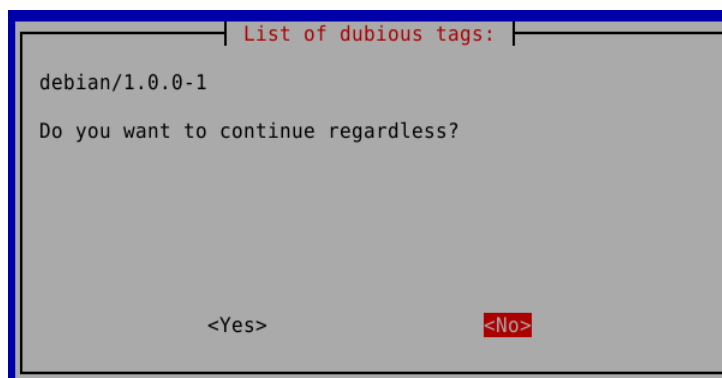 List of dubious tags:
debian/1.0.0-1
Do you want to continue regardless?
<Yes> <No>